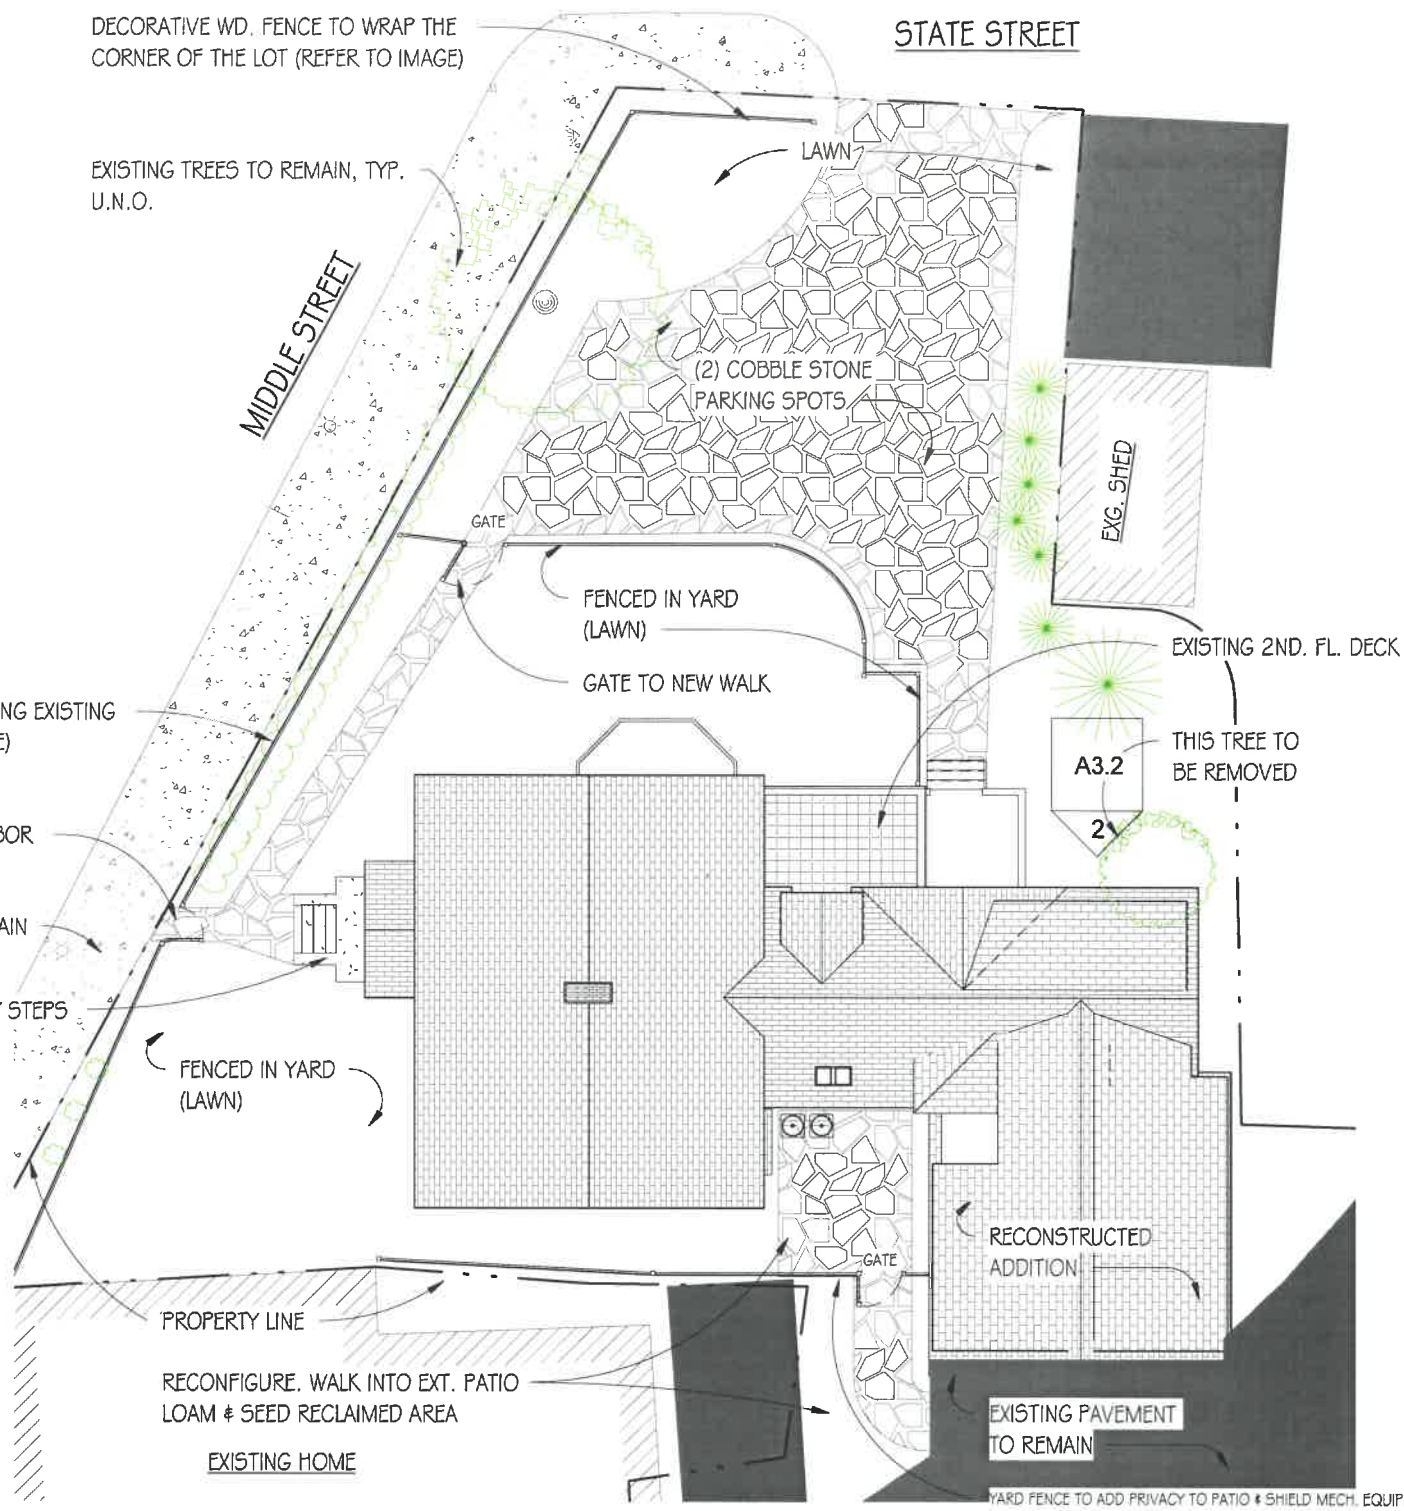 DECORATIVE WD. FENCE TO WRAP THE
CORNER OF THE LOT (REFER TO IMAGE)
STATE STREET
EXISTING TREES TO REMAIN, TYP.
U.N.O.
LAWN
MIDDLE STREET
(2) COBBLE STONE
PARKING SPOTS
EXG. SHED
GATE
FENCED IN YARD
(LAWN)
EXISTING 2ND. FL. DECK
GATE TO NEW WALK
NG EXISTING
E)
THIS TREE TO
BE REMOVED
A3.2
2
BOR
AIN
STEPS
FENCED IN YARD
(LAWN)
RECONSTRUCTED
ADDITION
GATE
PROPERTY LINE
RECONFIGURE. WALK INTO EXT. PATIO
LOAM & SEED RECLAIMED AREA
EXISTING PAVEMENT
TO REMAIN
EXISTING HOME
YARD FENCE TO ADD PRIVACY TO PATIO & SHIELD MECH. EQUIP